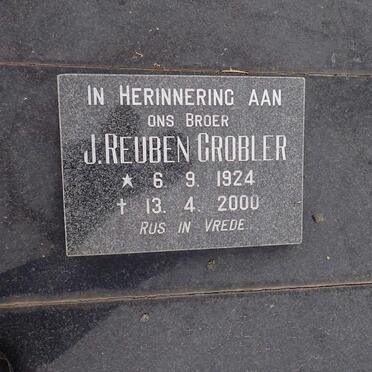 IN HERINNERING AAN
ONS BROER
J. REUBEN GROBLER
★ 6. 9. 1924
† 13. 4. 2000
RUS IN VREDE